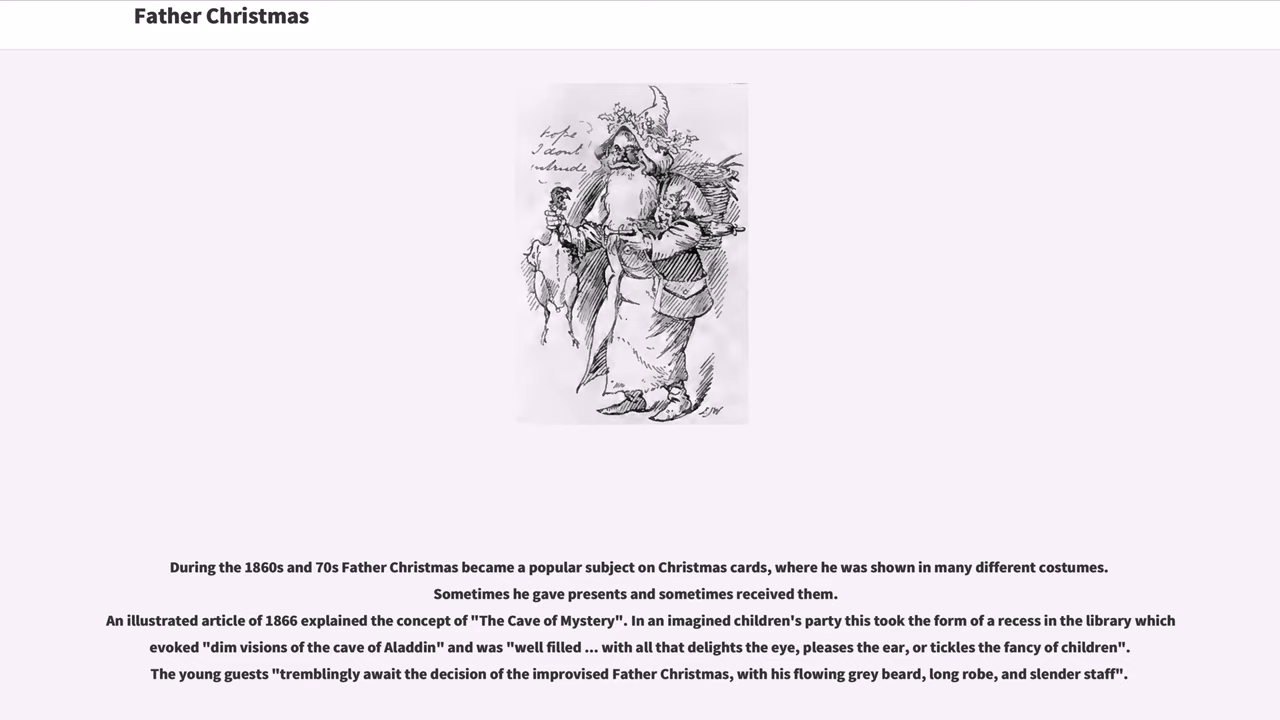 Father Christmas
Hope
I dont
intrude
LJW
During the 1860s and 70s Father Christmas became a popular subject on Christmas cards, where he was shown in many different costumes.
Sometimes he gave presents and sometimes received them.
An illustrated article of 1866 explained the concept of "The Cave of Mystery". In an imagined children's party this took the form of a recess in the library which
evoked "dim visions of the cave of Aladdin" and was "well filled ... with all that delights the eye, pleases the ear, or tickles the fancy of children".
The young guests "tremblingly await the decision of the improvised Father Christmas, with his flowing grey beard, long robe, and slender staff".